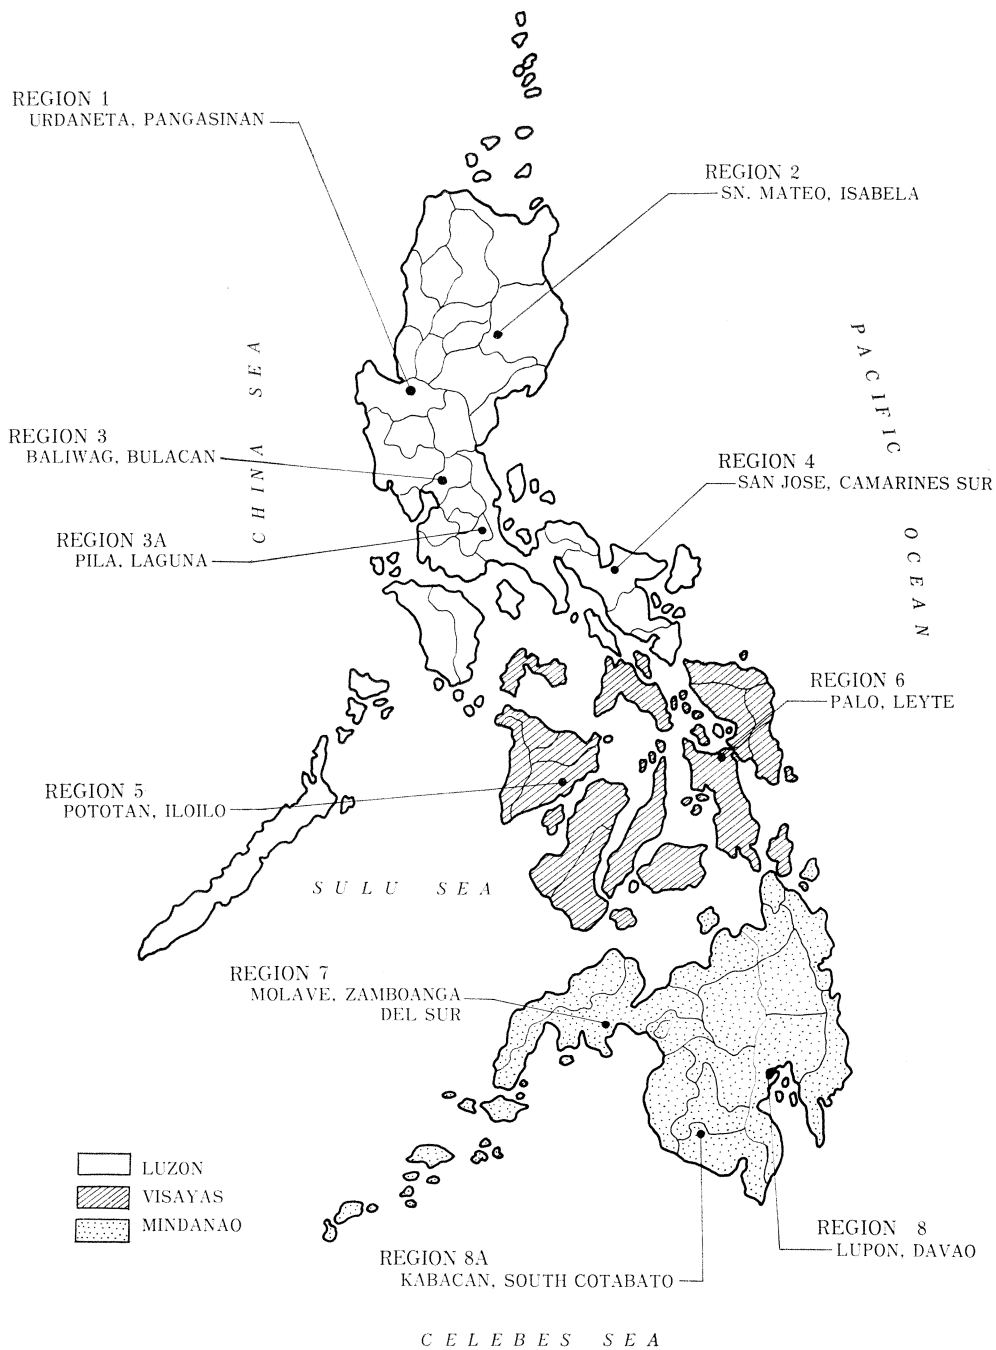 REGION 1
URDANETA, PANGASINAN
REGION 2
SN. MATEO, ISABELA
CHINA SEA
PACIFIC OCEAN
REGION 3
BALIWAG, BULACAN
REGION 4
SAN JOSE, CAMARINES SUR
REGION 3A
PILA, LAGUNA
REGION 6
PALO, LEYTE
REGION 5
POTOTAN, ILOILO
SULU SEA
REGION 7
MOLAVE, ZAMBOANGA
DEL SUR
LUZON
VISAYAS
MINDANAO
REGION 8
LUPON, DAVAO
REGION 8A
KABACAN, SOUTH COTABATO
CELEBES SEA